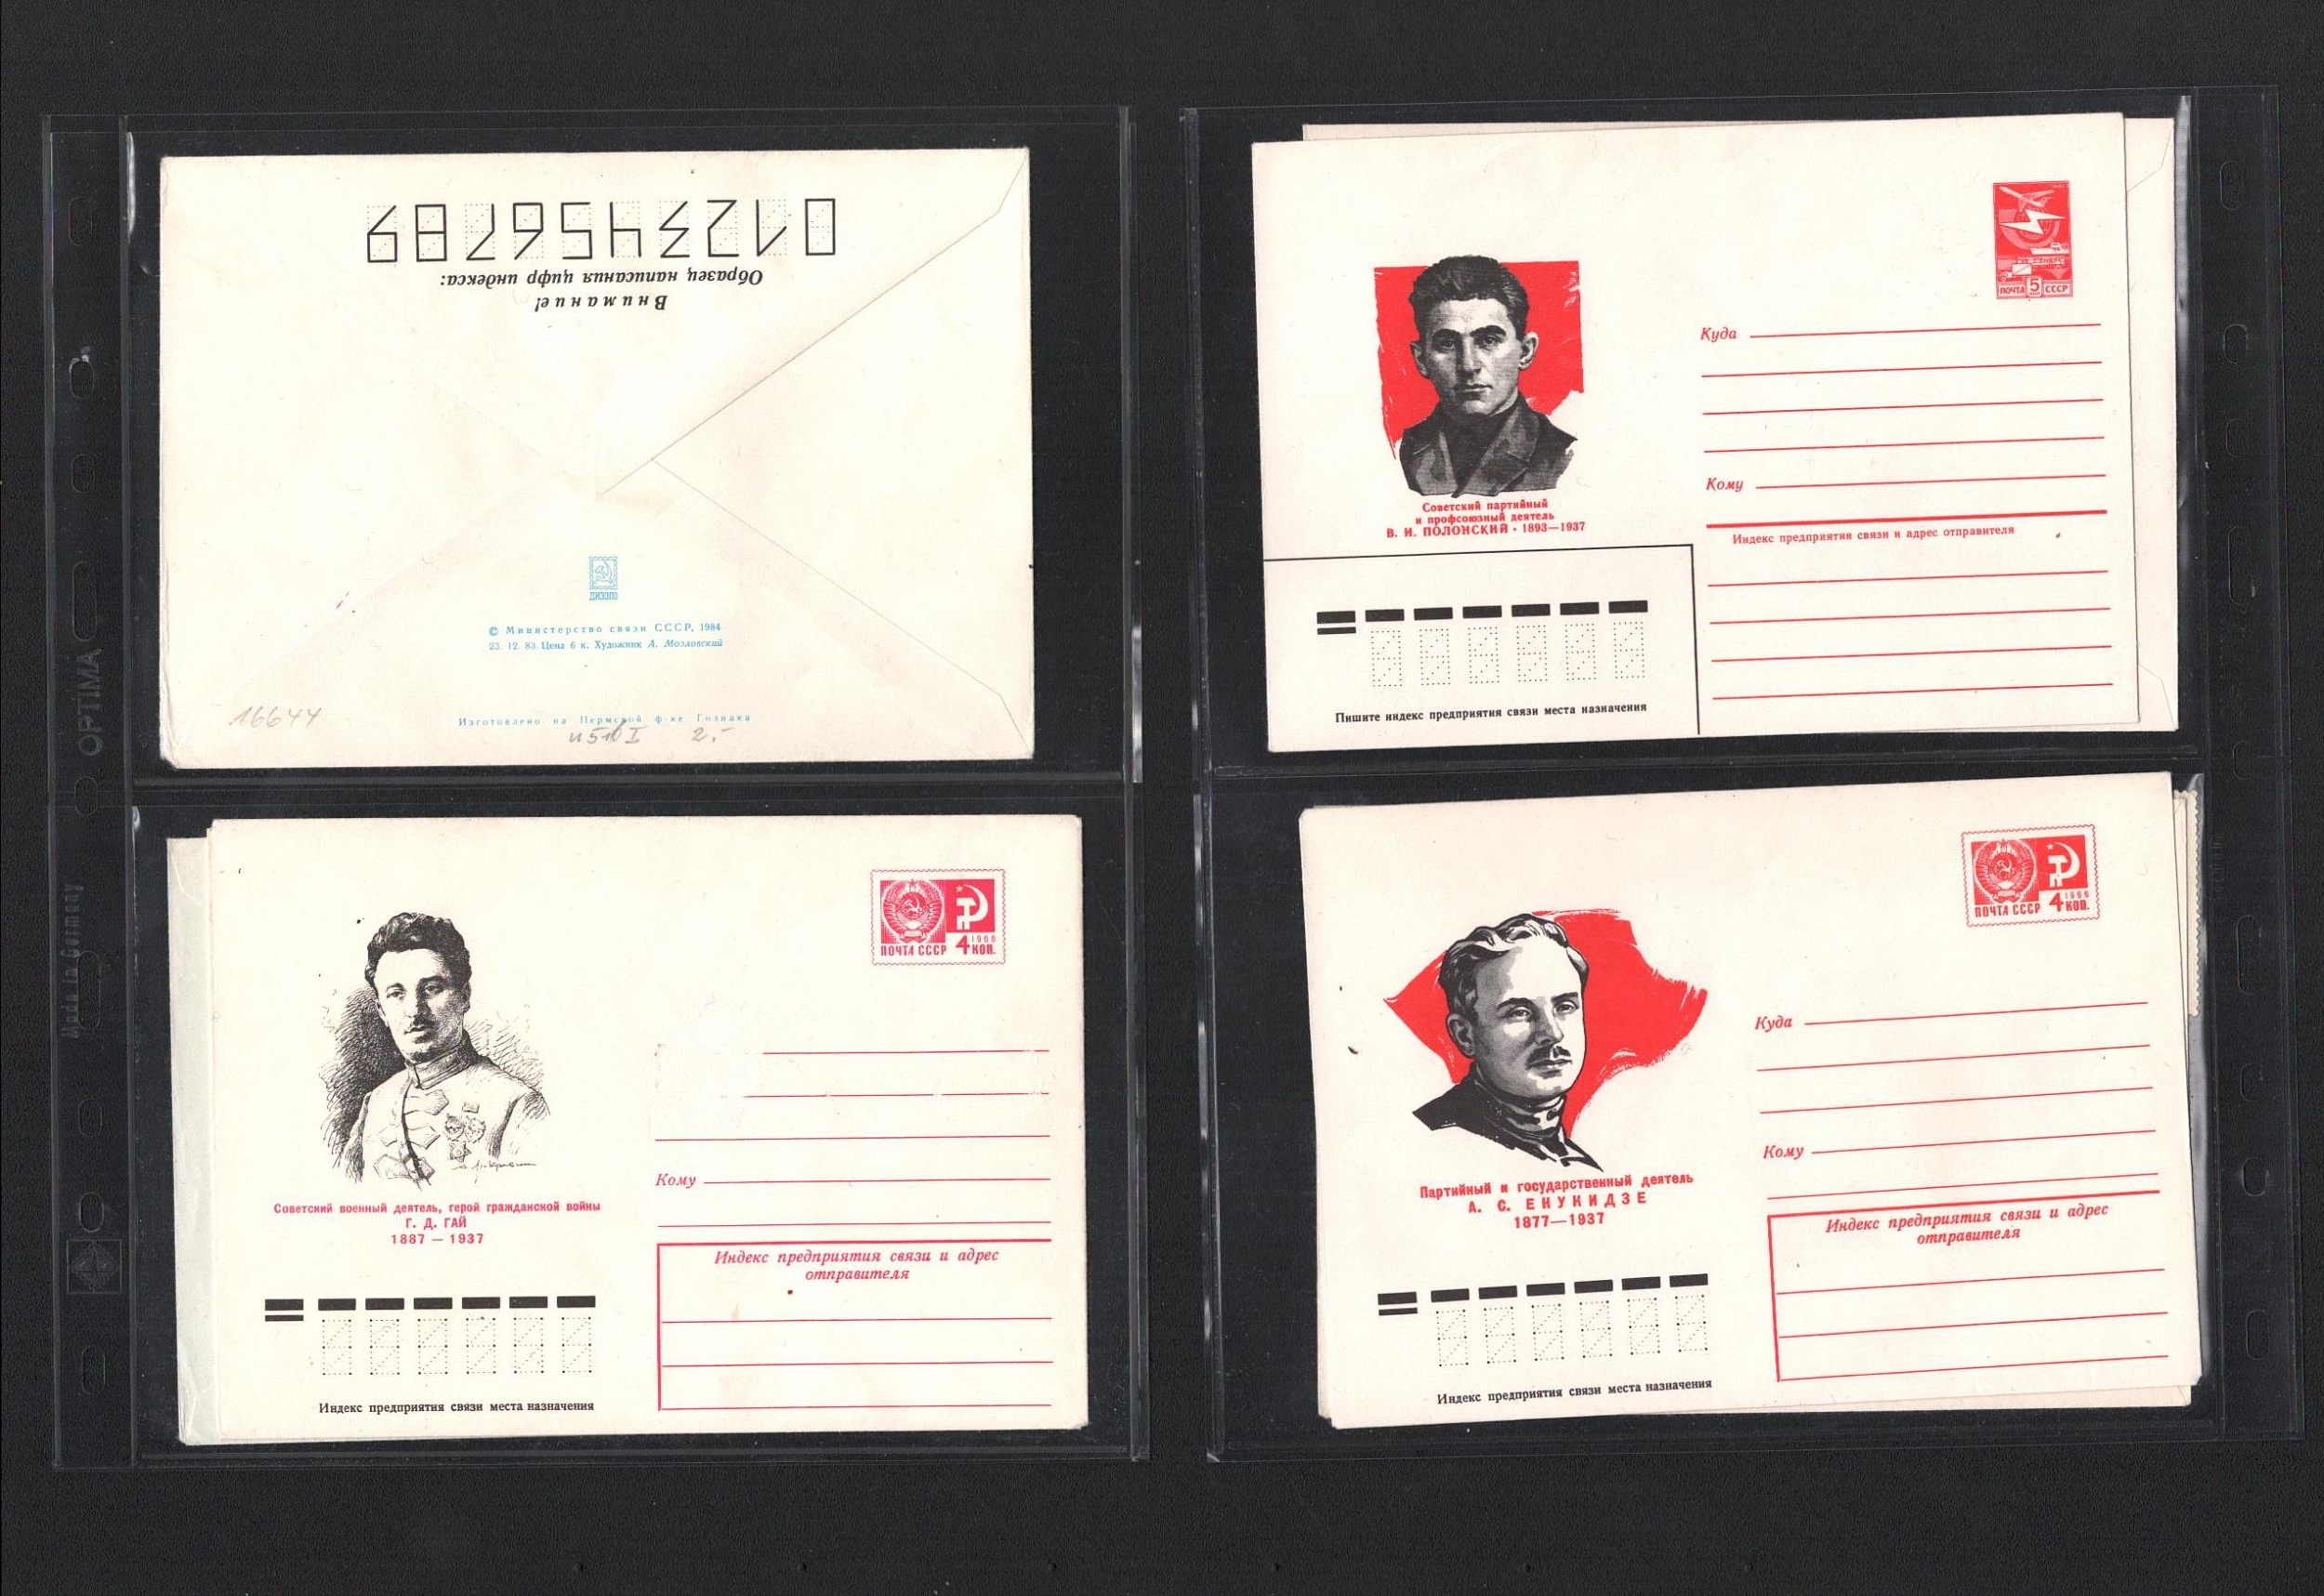 0123456789
Образец написания цифр индекса:
Внимание!
ДИЭЗПО
© Министерство связи СССР, 1984
23. 12. 83. Цена 6 к. Художник А. Мозловский
16644
Изготовлено на Пермской ф-ке Гознака
2.-
ПОЧТА 5 СССР
Куда
Кому
Советский партийный
и профсоюзный деятель
В. И. ПОЛОНСКИЙ • 1893—1937
Индекс предприятия связи и адрес отправителя
Пишите индекс предприятия связи места назначения
1966
ПОЧТА СССР 4 КОП.
Кому
Советский военный деятель, герой гражданской войны
Г. Д. ГАЙ
1887 — 1937
Индекс предприятия связи и адрес
отправителя
Индекс предприятия связи места назначения
1966
ПОЧТА СССР 4 КОП.
Куда
Кому
Партийный и государственный деятель
А. С. ЕНУКИДЗЕ
1877—1937
Индекс предприятия связи и адрес
отправителя
Индекс предприятия связи места назначения
OPTIMA
Made in Germany